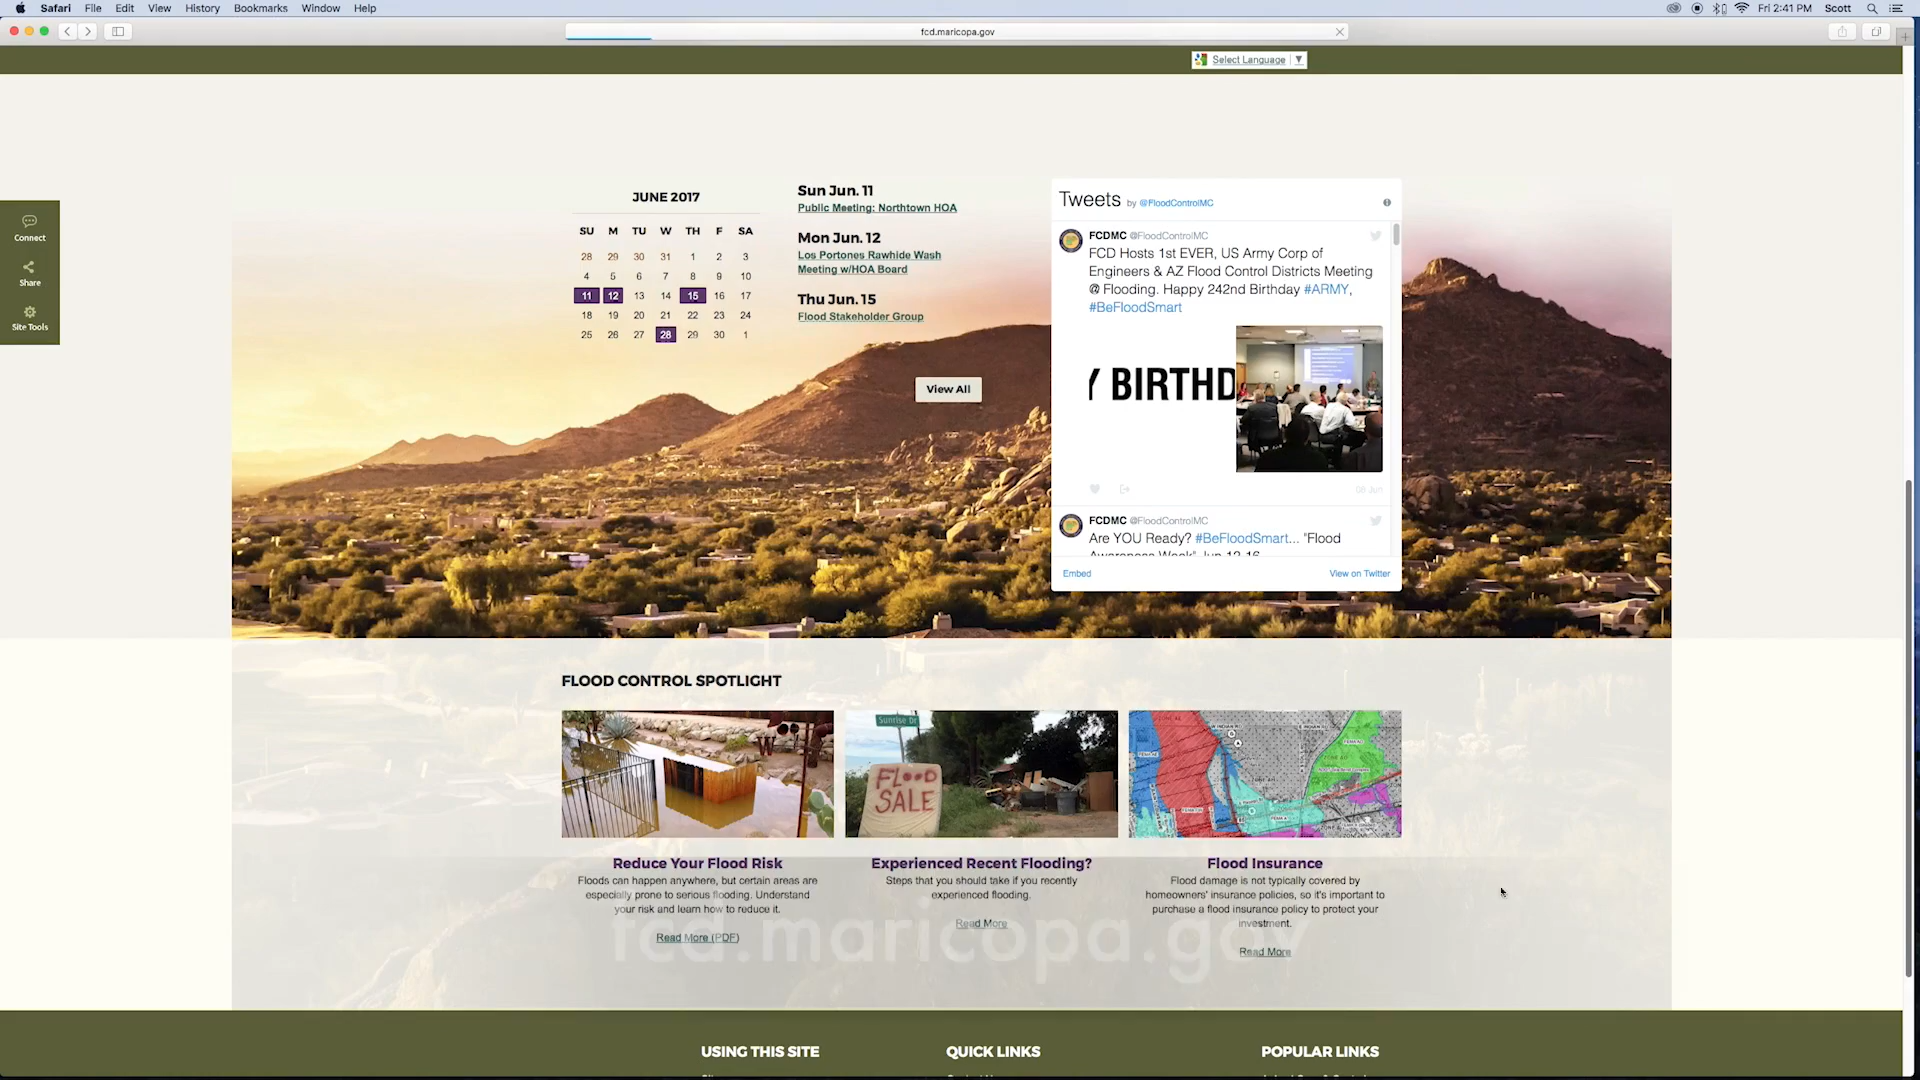 Safari File Edit View History Bookmarks Window Help
Fri 2:41 PM Scott
fcd.maricopa.gov
Select Language ▼
Connect
Share
Site Tools
JUNE 2017
SU M TU W TH F SA
28 29 30 31 1 2 3
4 5 6 7 8 9 10
11 12 13 14 15 16 17
18 19 20 21 22 23 24
25 26 27 28 29 30 1
Sun Jun. 11
Public Meeting: Northtown HOA
Mon Jun. 12
Los Portones Rawhide Wash
Meeting w/HOA Board
Thu Jun. 15
Flood Stakeholder Group
View All
Tweets by @FloodControlMC
FCDMC @FloodControlMC
FCD Hosts 1st EVER, US Army Corp of
Engineers & AZ Flood Control Districts Meeting
@ Flooding. Happy 242nd Birthday #ARMY,
#BeFloodSmart
Y BIRTHD
08 Jun
FCDMC @FloodControlMC
Are YOU Ready? #BeFloodSmart... "Flood
Awareness Week" Jun 12-16
Embed View on Twitter
FLOOD CONTROL SPOTLIGHT
Sunrise Dr
FLOOD
SALE
Reduce Your Flood Risk
Floods can happen anywhere, but certain areas are
especially prone to serious flooding. Understand
your risk and learn how to reduce it.
Read More (PDF)
Experienced Recent Flooding?
Steps that you should take if you recently
experienced flooding.
Read More
Flood Insurance
Flood damage is not typically covered by
homeowners' insurance policies, so it's important to
purchase a flood insurance policy to protect your
investment.
Read More
fcd.maricopa.gov
USING THIS SITE QUICK LINKS POPULAR LINKS